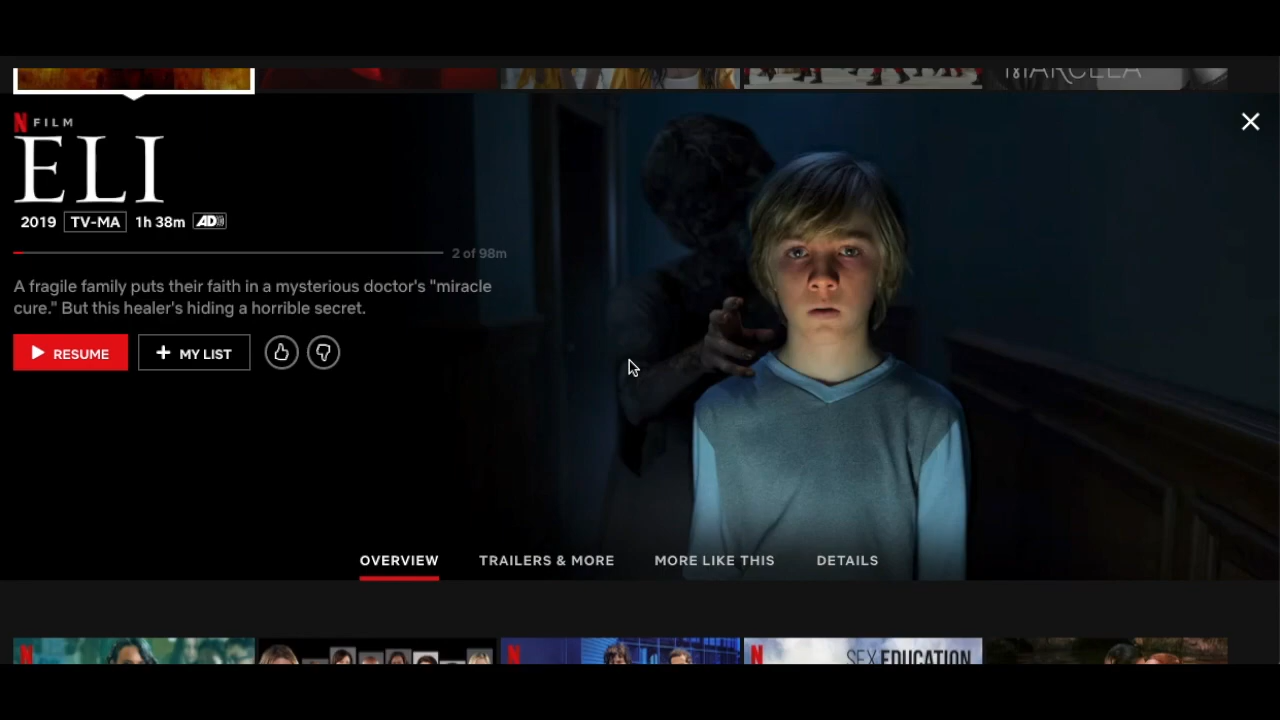 MARCELLA
N FILM
ELI
2019 TV-MA 1h 38m AD
2 of 98m
A fragile family puts their faith in a mysterious doctor's "miracle
cure." But this healer's hiding a horrible secret.
RESUME + MY LIST
OVERVIEW TRAILERS & MORE MORE LIKE THIS DETAILS
N N N SEX EDUCATION